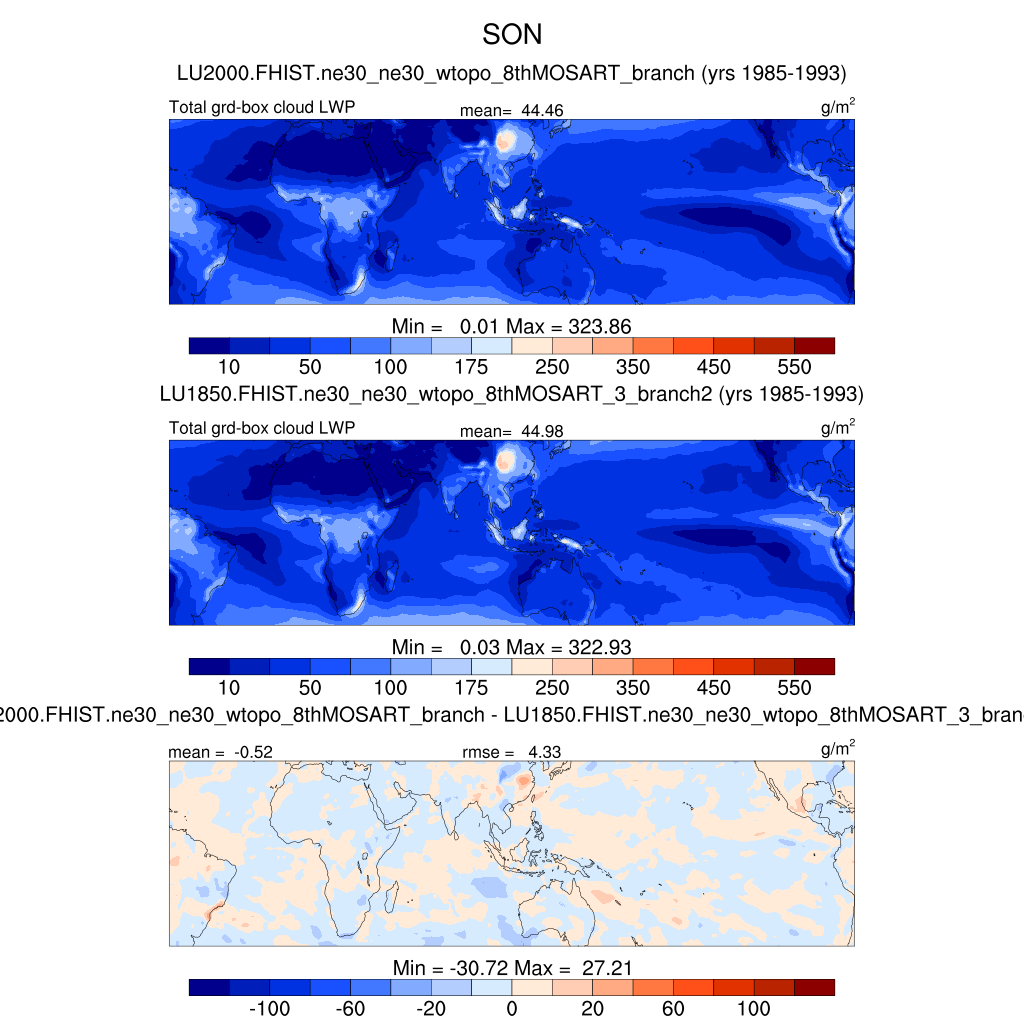 SON
LU2000.FHIST.ne30_ne30_wtopo_8thMOSART_branch (yrs 1985-1993)
Total grd-box cloud LWP mean= 44.46 g/m²
Min = 0.01 Max = 323.86
10 50 100 175 250 350 450 550
LU1850.FHIST.ne30_ne30_wtopo_8thMOSART_3_branch2 (yrs 1985-1993)
Total grd-box cloud LWP mean= 44.98 g/m²
Min = 0.03 Max = 322.93
10 50 100 175 250 350 450 550
2000.FHIST.ne30_ne30_wtopo_8thMOSART_branch - LU1850.FHIST.ne30_ne30_wtopo_8thMOSART_3_bran
mean = -0.52 rmse = 4.33 g/m²
Min = -30.72 Max = 27.21
-100 -60 -20 0 20 60 100